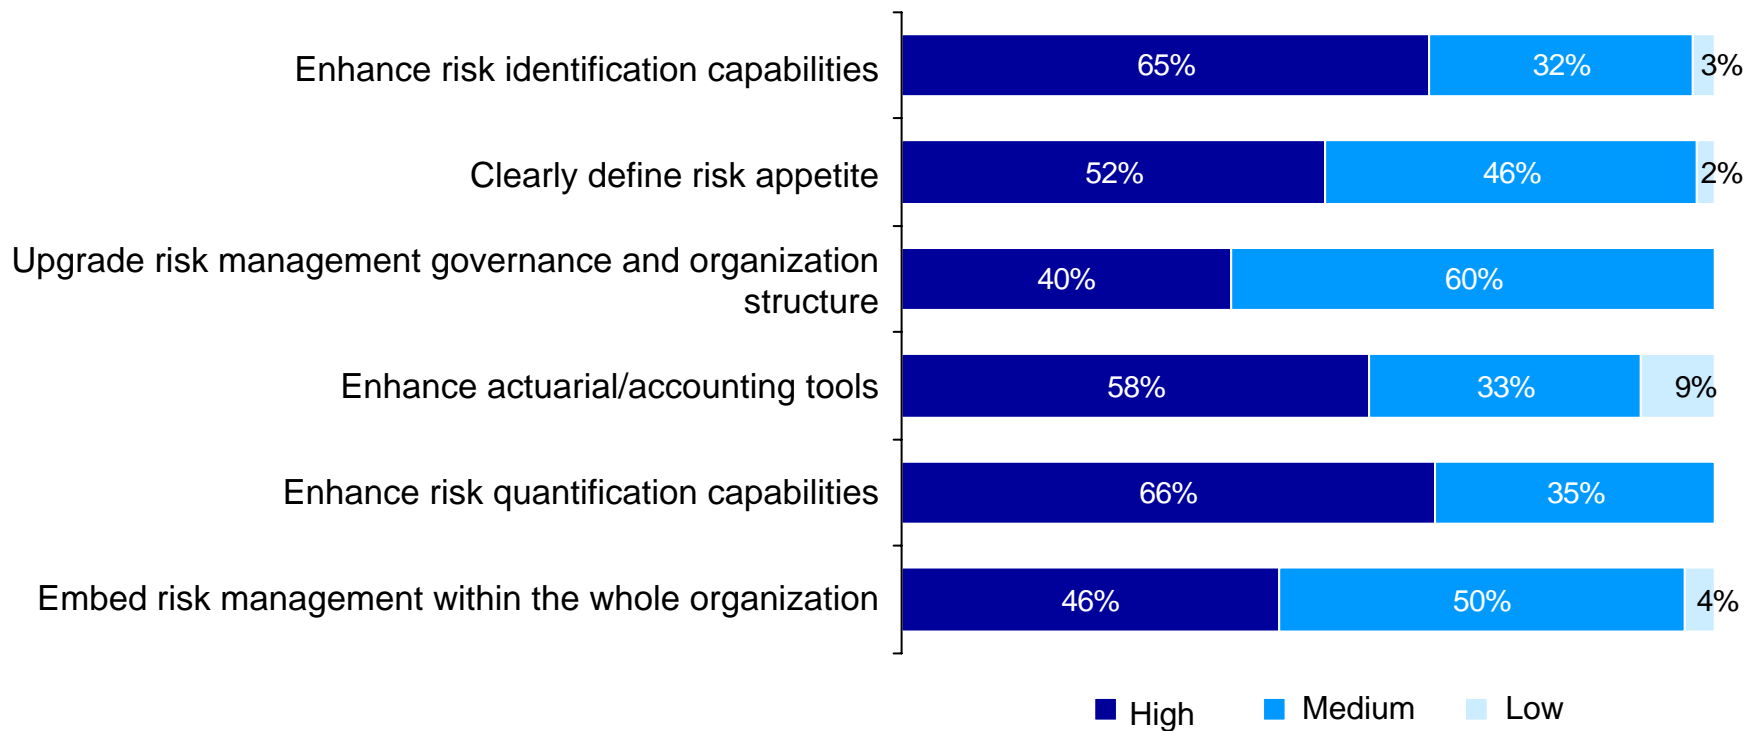 Enhance risk identification capabilities 65% 32% 3%
Clearly define risk appetite 52% 46% 2%
Upgrade risk management governance and organization
structure 40% 60%
Enhance actuarial/accounting tools 58% 33% 9%
Enhance risk quantification capabilities 66% 35%
Embed risk management within the whole organization 46% 50% 4%
High Medium Low